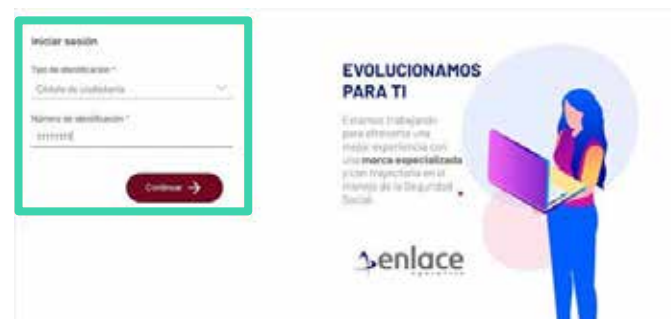 Iniciar sesión
Tipo de identificación *
Cédula de ciudadanía
Número de identificación *
Continuar →
EVOLUCIONAMOS
PARA TI
Estamos trabajando
para ofrecerte una
mejor experiencia con
una marca especializada
y con trayectoria en el
manejo de la Seguridad
Social.
enlace
operativo